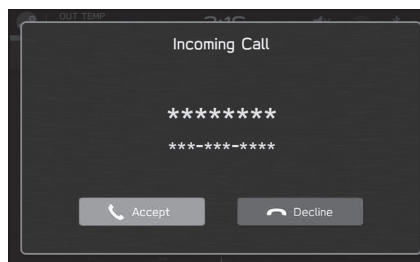 OUT TEMP
Incoming Call
********
***-***-****
Accept
Decline